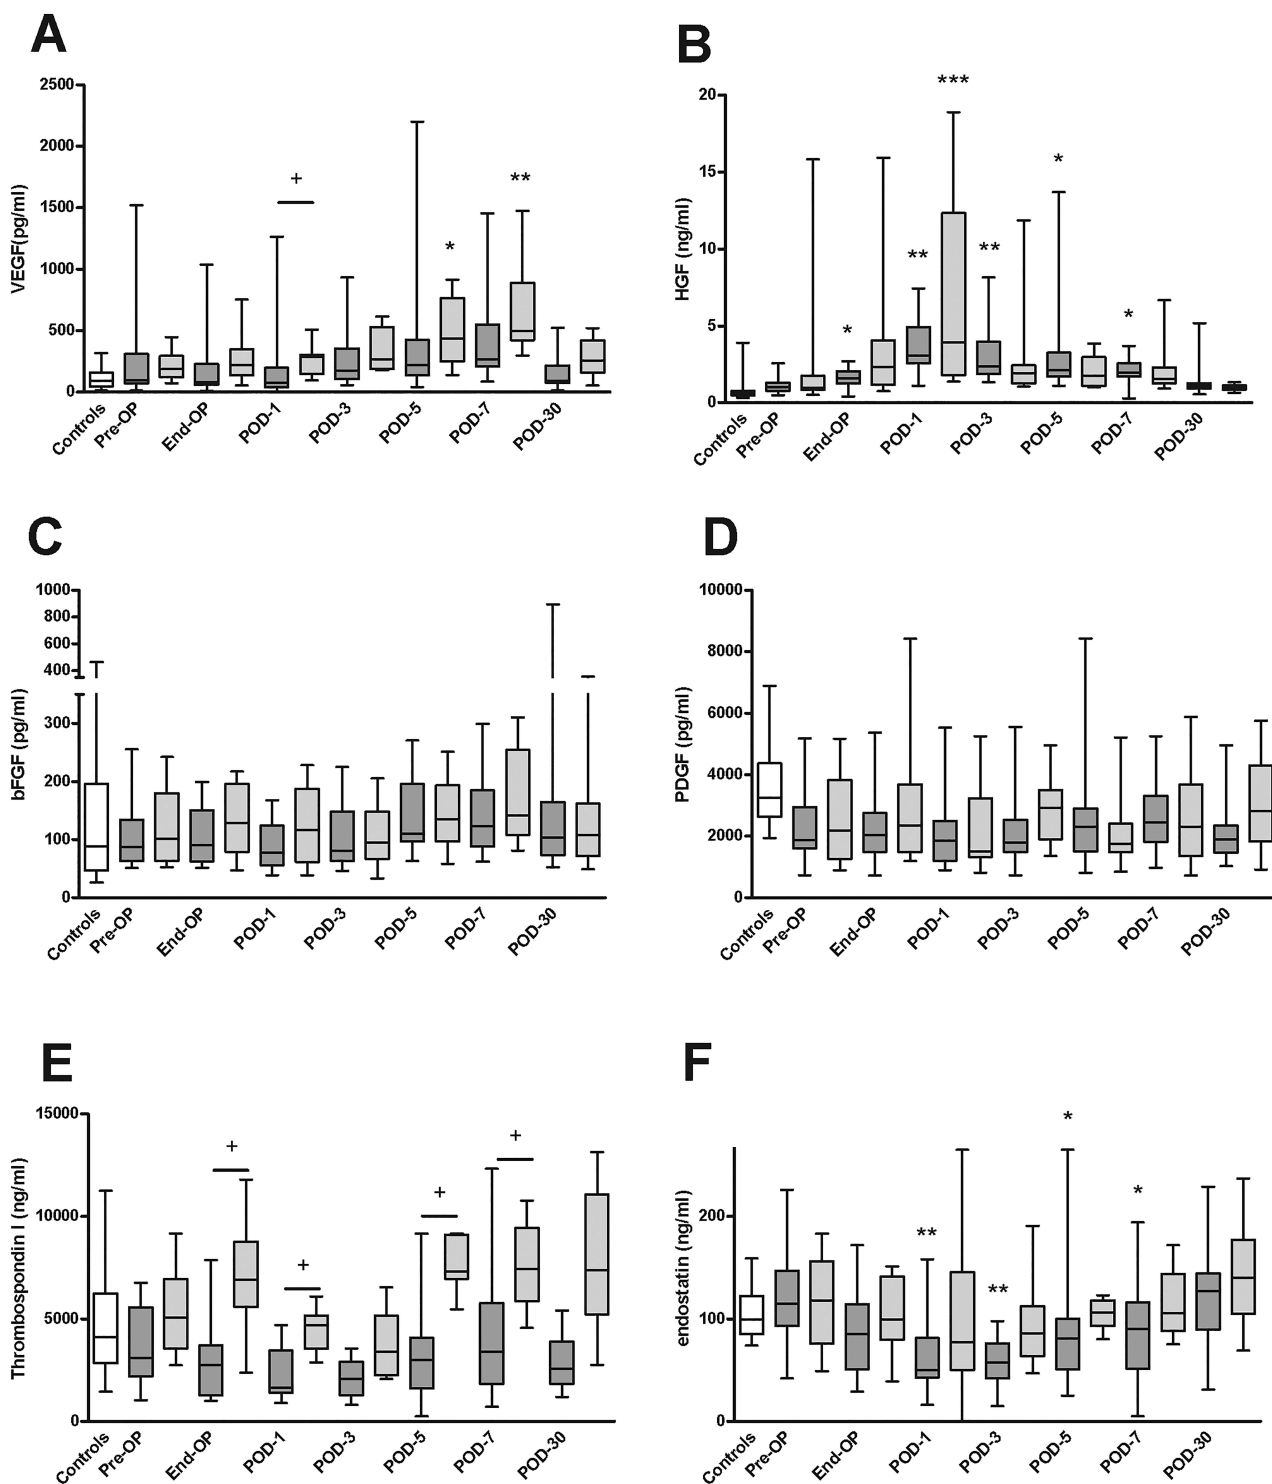 A
VEGF(pg/ml)
2500
2000
1500
1000
500
0
+
*
**
Controls
Pre-OP
End-OP
POD-1
POD-3
POD-5
POD-7
POD-30
B
HGF (ng/ml)
20
15
10
5
0
*
**
***
**
*
*
Controls
Pre-OP
End-OP
POD-1
POD-3
POD-5
POD-7
POD-30
C
bFGF (pg/ml)
1000
800
600
400
300
200
100
0
Controls
Pre-OP
End-OP
POD-1
POD-3
POD-5
POD-7
POD-30
D
PDGF (pg/ml)
10000
8000
6000
4000
2000
0
Controls
Pre-OP
End-OP
POD-1
POD-3
POD-5
POD-7
POD-30
E
Thrombospondin I (ng/ml)
15000
10000
5000
0
+
+
+
+
Controls
Pre-OP
End-OP
POD-1
POD-3
POD-5
POD-7
POD-30
F
endostatin (ng/ml)
200
100
0
**
**
*
*
Controls
Pre-OP
End-OP
POD-1
POD-3
POD-5
POD-7
POD-30